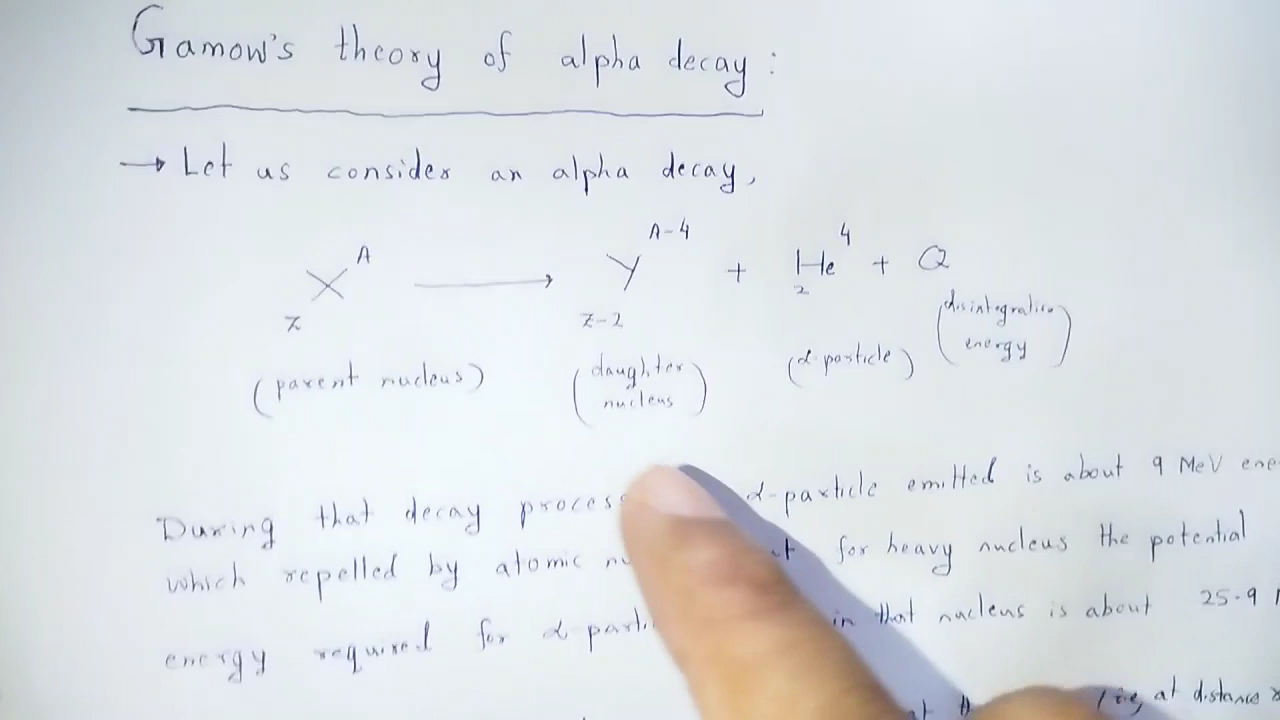 Gamow's theory of alpha decay :
→ Let us consider an alpha decay,
X A Z → Y A-4 Z-2 + He 4 2 + Q
(parent nucleus) (daughter nucleus) (α-particle) (disintegration energy)
During that decay process α-particle emitted is about 9 MeV
which repelled by atomic for heavy nucleus the potential
energy required for α-parti in that nucleus is about 25.9
at distance